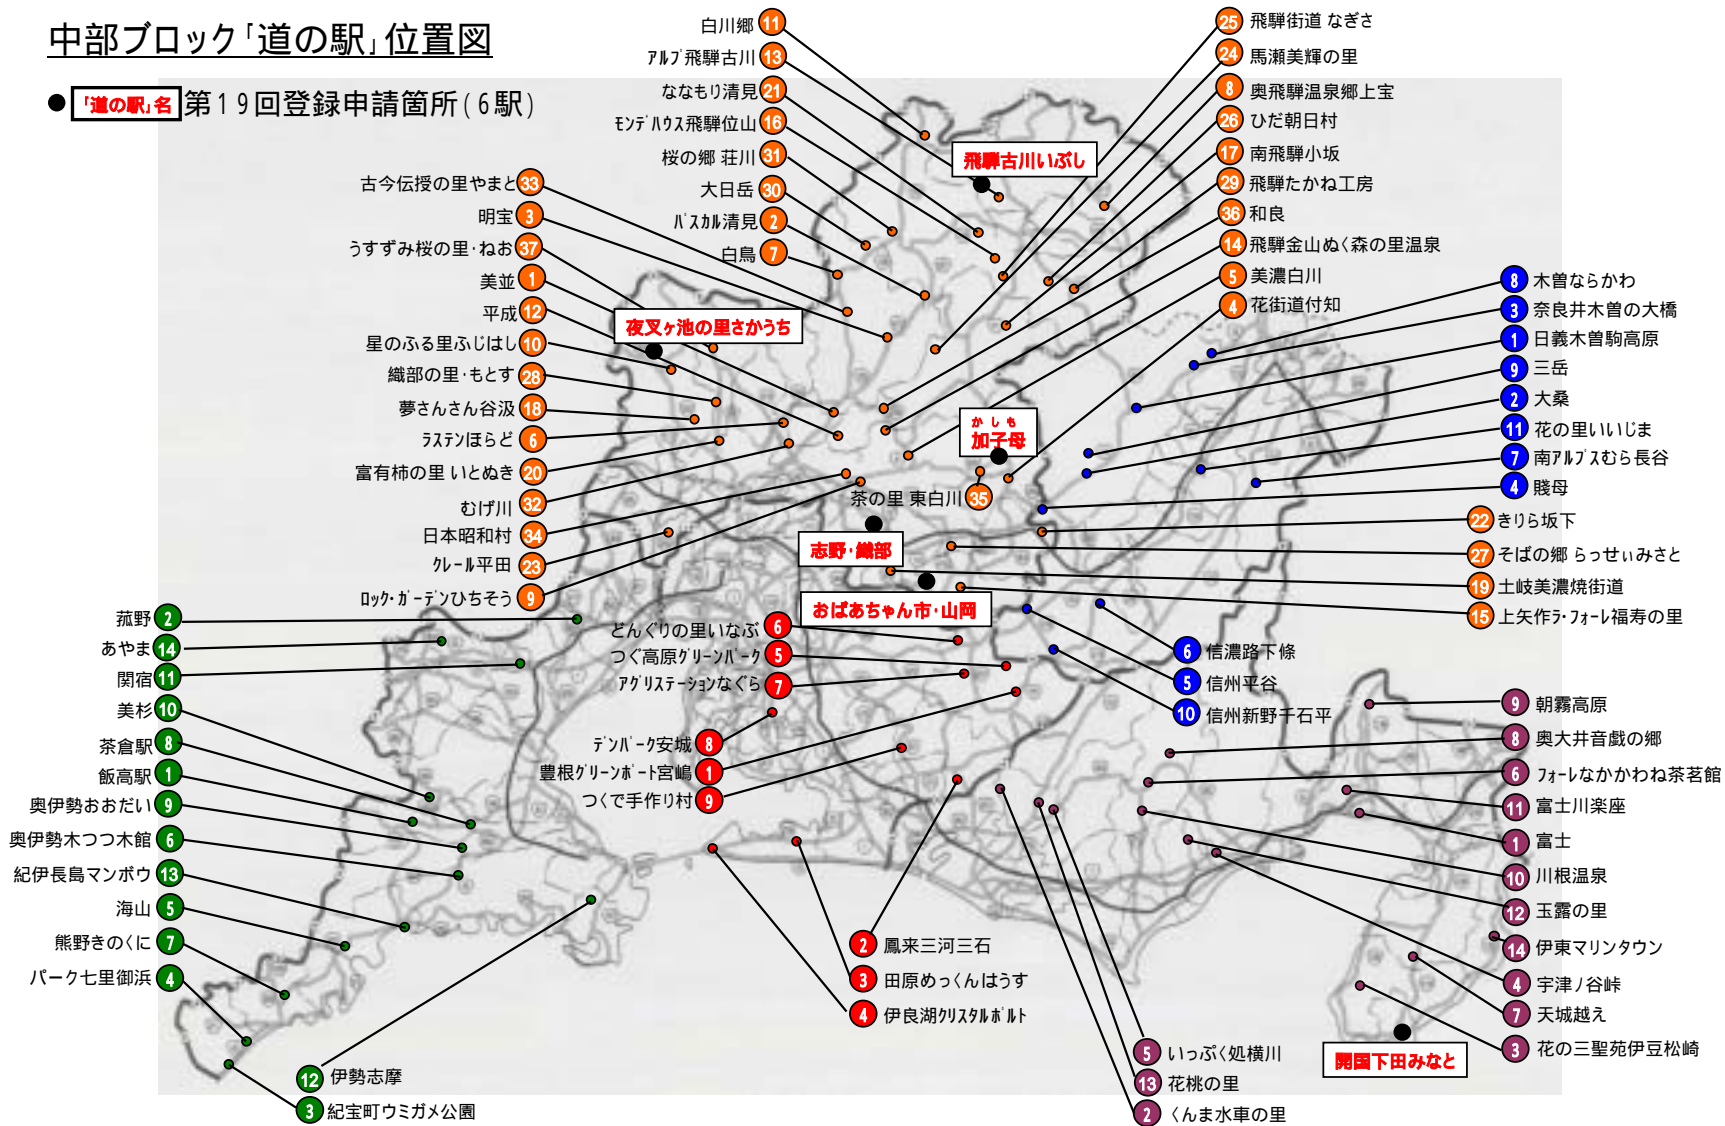 中部ブロック「道の駅」位置図
● 「道の駅」名 第19回登録申請箇所(6駅)
白川郷 11
アルプ飛騨古川 13
ななもり清見 21
モンデハウス飛騨位山 16
桜の郷 荘川 31
大日岳 30
パスカル清見 2
白鳥 7
25 飛騨街道 なぎさ
24 馬瀬美輝の里
8 奥飛騨温泉郷上宝
26 ひだ朝日村
17 南飛騨小坂
29 飛騨たかね工房
36 和良
14 飛騨金山ぬく森の里温泉
5 美濃白川
4 花街道付知
古今伝授の里やまと 33
明宝 3
うすずみ桜の里・ねお 37
美並 1
平成 12
星のふる里ふじはし 10
織部の里・もとす 28
夢さんさん谷汲 18
ラステンほらど 6
富有柿の里 いとぬき 20
むげ川 32
日本昭和村 34
クレール平田 23
ロック・ガーデンひちそう 9
飛騨古川いぶし
夜叉ヶ池の里さかうち
かしも
加子母
茶の里 東白川 35
志野・織部
おばあちゃん市・山岡
8 木曽ならかわ
3 奈良井木曽の大橋
1 日義木曽駒高原
9 三岳
2 大桑
11 花の里いいじま
7 南アルプスむら長谷
4 賤母
22 きりら坂下
27 そばの郷 らっせぃみさと
19 土岐美濃焼街道
15 上矢作ラ・フォーレ福寿の里
6 信濃路下條
5 信州平谷
10 信州新野千石平
どんぐりの里いなぶ 6
つぐ高原グリーンパーク 5
アグリステーションなぐら 7
デンパーク安城 8
豊根グリーンポート宮嶋 1
つくで手作り村 9
2 鳳来三河三石
3 田原めっくんはうす
4 伊良湖クリスタルポルト
菰野 2
あやま 14
関宿 11
美杉 10
茶倉駅 8
飯高駅 1
奥伊勢おおだい 9
奥伊勢木つつ木館 6
紀伊長島マンボウ 13
海山 5
熊野きのくに 7
パーク七里御浜 4
12 伊勢志摩
3 紀宝町ウミガメ公園
9 朝霧高原
8 奥大井音戯の郷
6 フォーレなかかわね茶茗館
11 富士川楽座
1 富士
10 川根温泉
12 玉露の里
14 伊東マリンタウン
4 宇津ノ谷峠
7 天城越え
3 花の三聖苑伊豆松崎
開国下田みなと
5 いっぷく処横川
13 花桃の里
2 くんま水車の里